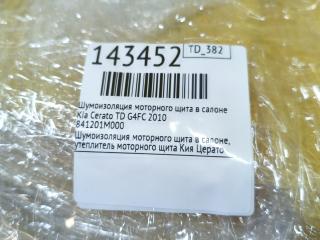 143452
TD_382
Шумоизоляция моторного щита в салоне
Kia Cerato TD G4FC 2010
841201M000
Шумоизоляция моторного щита в салоне,
утеплитель моторного щита Киа Церато